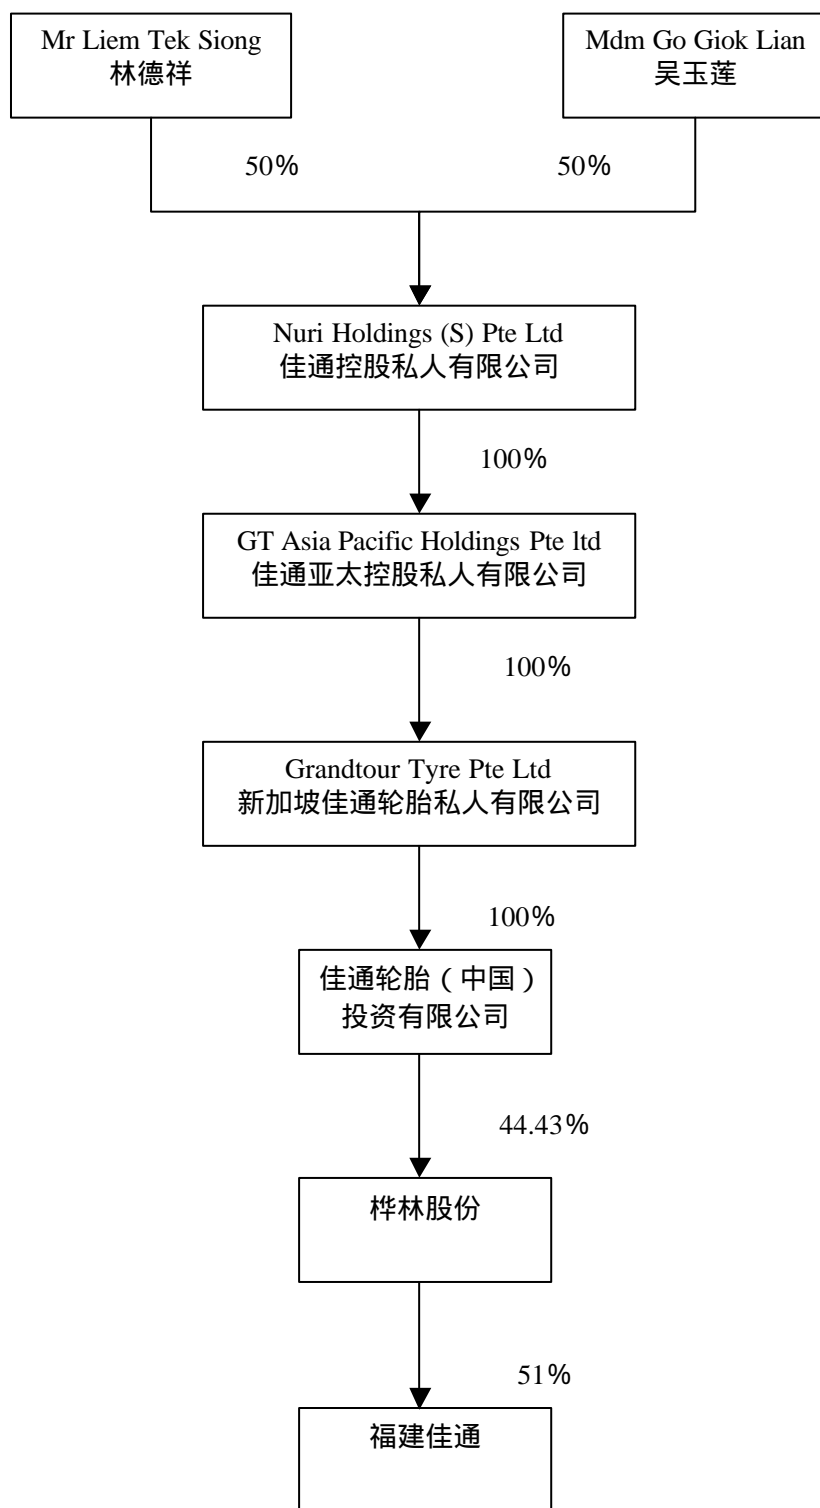 Mr Liem Tek Siong
林德祥
Mdm Go Giok Lian
吴玉莲
50%
50%
Nuri Holdings (S) Pte Ltd
佳通控股私人有限公司
100%
GT Asia Pacific Holdings Pte ltd
佳通亚太控股私人有限公司
100%
Grandtour Tyre Pte Ltd
新加坡佳通轮胎私人有限公司
100%
佳通轮胎（中国）
投资有限公司
44.43%
桦林股份
51%
福建佳通